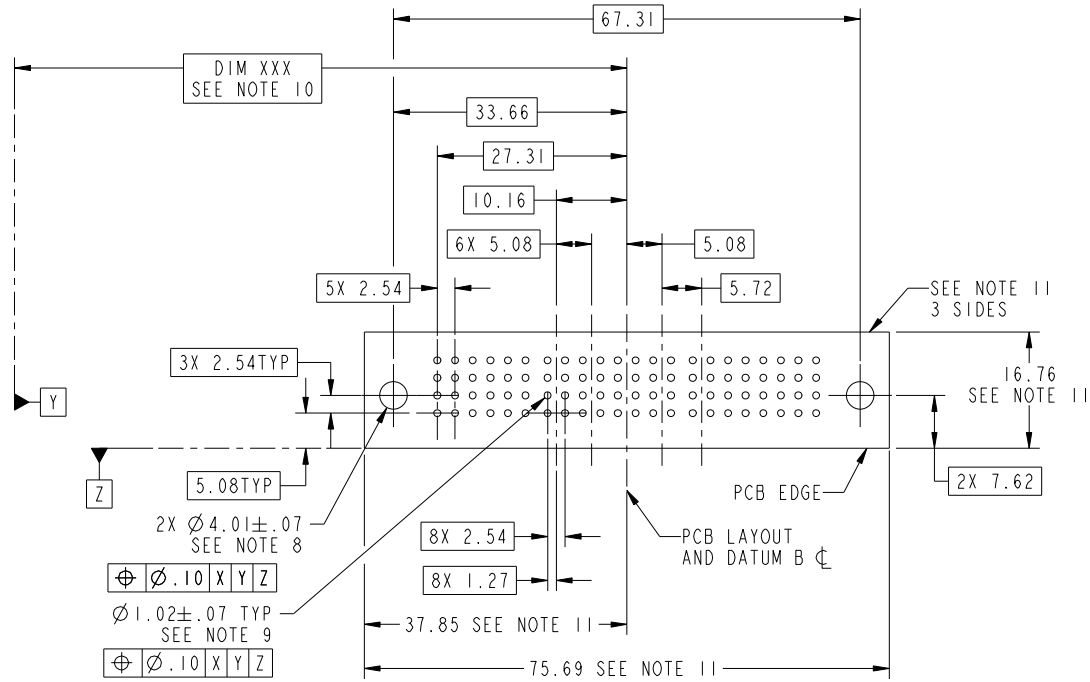 67.31
DIM XXX
SEE NOTE 10
33.66
27.31
10.16
6X 5.08
5.08
5X 2.54
5.72
SEE NOTE 11
3 SIDES
3X 2.54TYP
16.76
SEE NOTE 11
Y
Z
5.08TYP
PCB EDGE
2X 7.62
2X Ø4.01±.07
SEE NOTE 8
8X 2.54
PCB LAYOUT
AND DATUM B ℄
⌖ Ø.10 X Y Z
8X 1.27
Ø1.02±.07 TYP
SEE NOTE 9
37.85 SEE NOTE 11
⌖ Ø.10 X Y Z
75.69 SEE NOTE 11